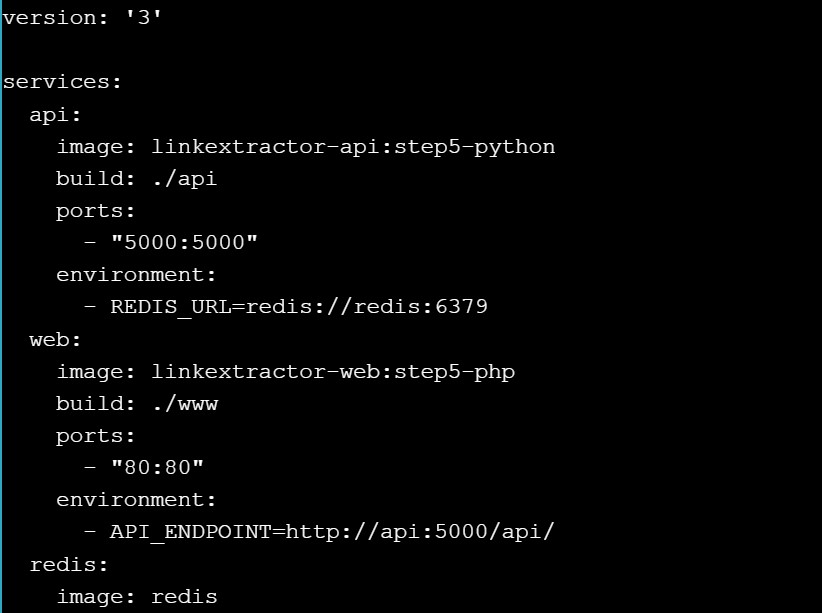 version: '3'

services:
  api:
    image: linkextractor-api:step5-python
    build: ./api
    ports:
      - "5000:5000"
    environment:
      - REDIS_URL=redis://redis:6379
  web:
    image: linkextractor-web:step5-php
    build: ./www
    ports:
      - "80:80"
    environment:
      - API_ENDPOINT=http://api:5000/api/
  redis:
    image: redis